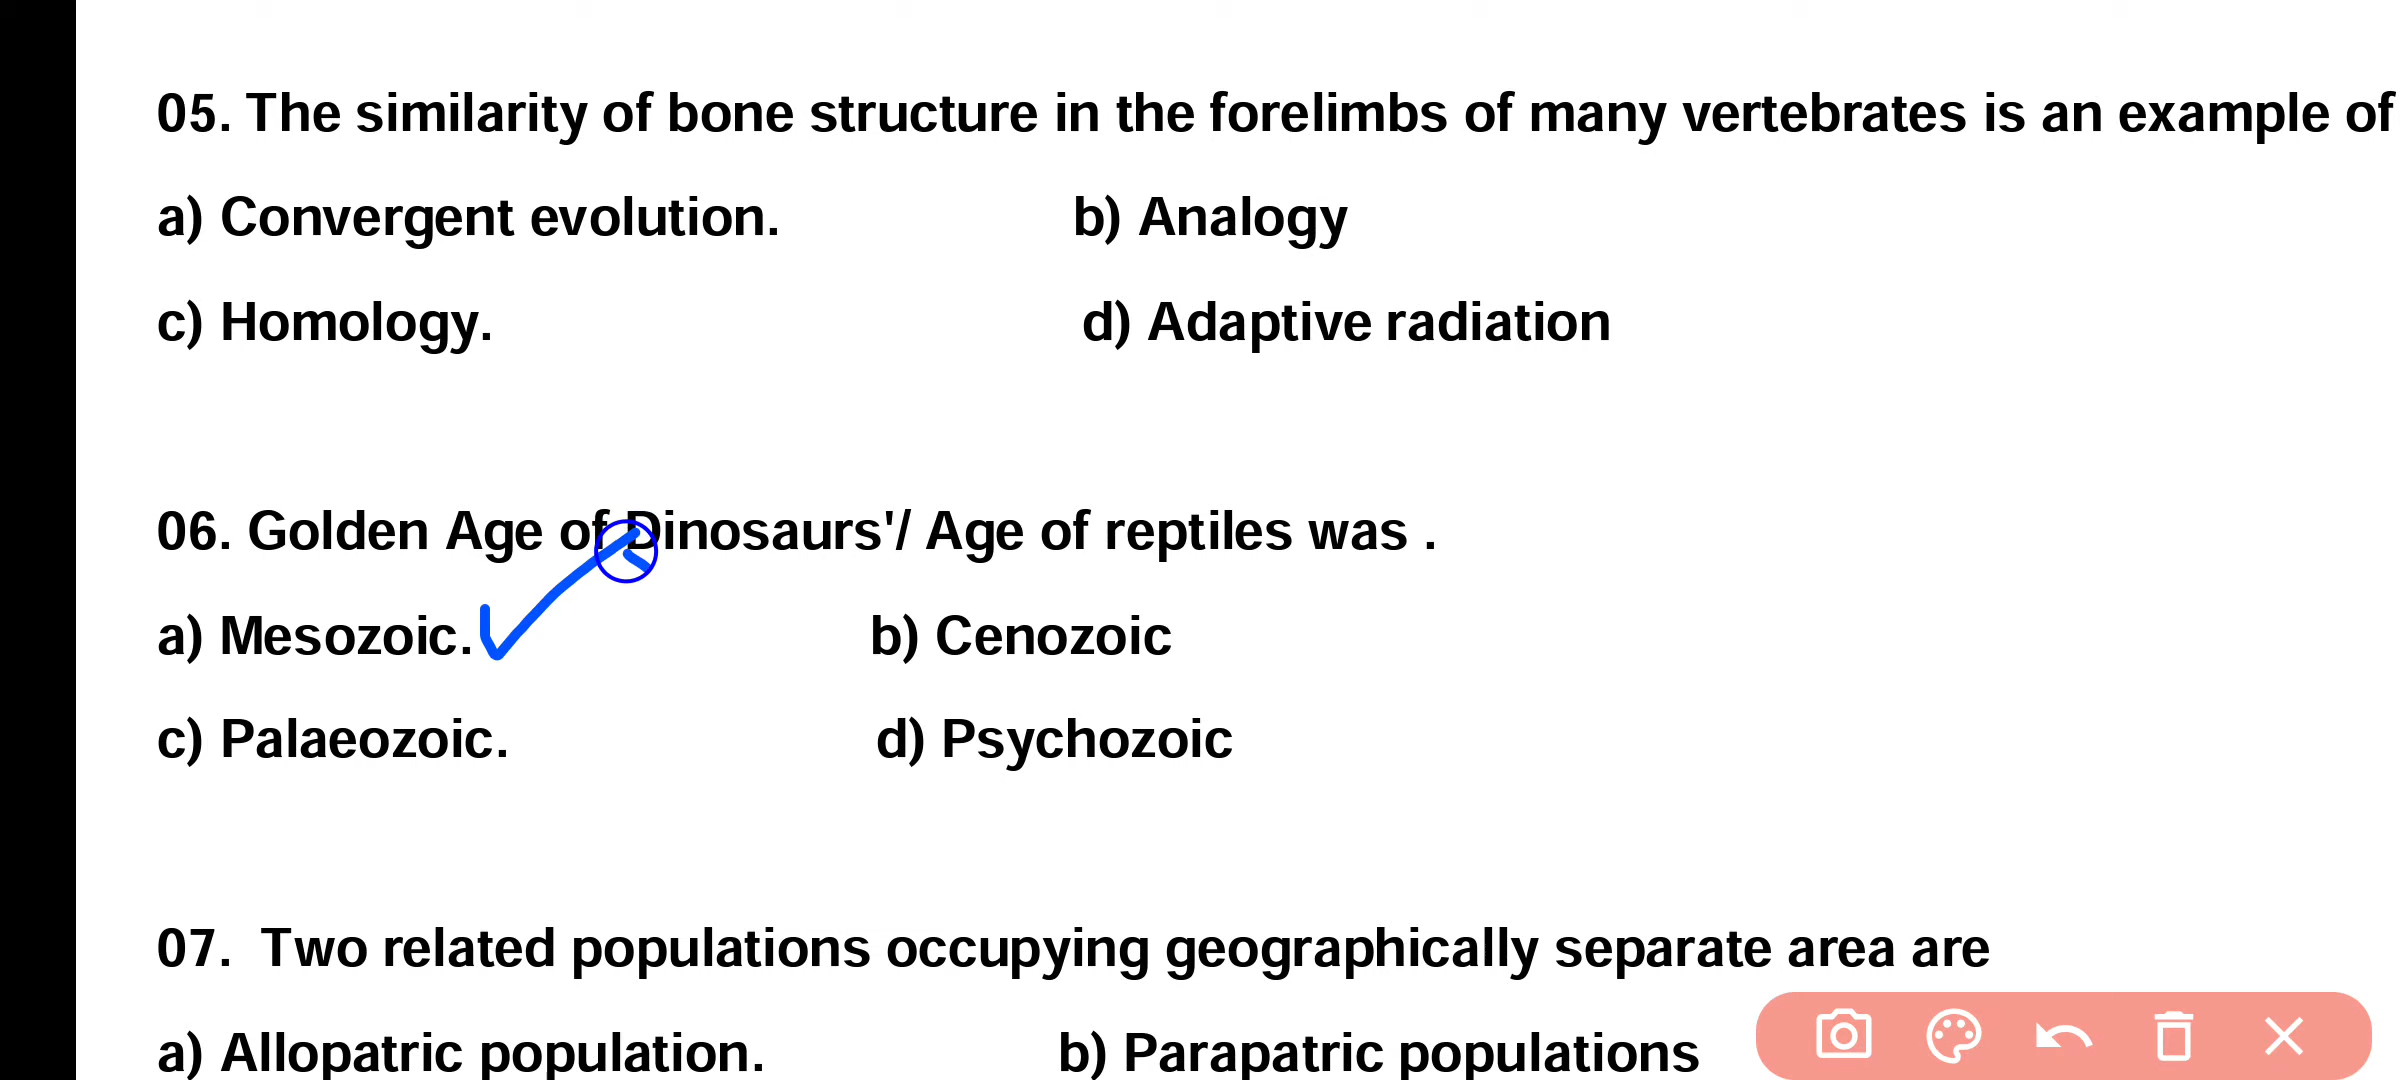 05. The similarity of bone structure in the forelimbs of many vertebrates is an example of
a) Convergent evolution. b) Analogy
c) Homology. d) Adaptive radiation
06. Golden Age of Dinosaurs'/ Age of reptiles was .
a) Mesozoic. b) Cenozoic
c) Palaeozoic. d) Psychozoic
07. Two related populations occupying geographically separate area are
a) Allopatric population. b) Parapatric populations